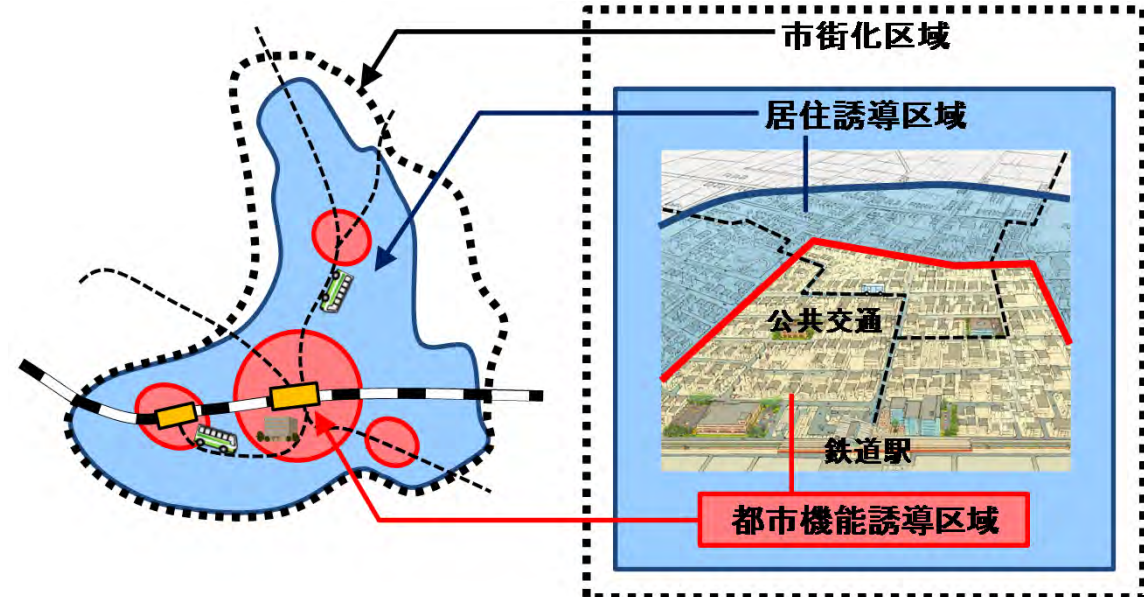 市街化区域
居住誘導区域
公共交通
鉄道駅
都市機能誘導区域